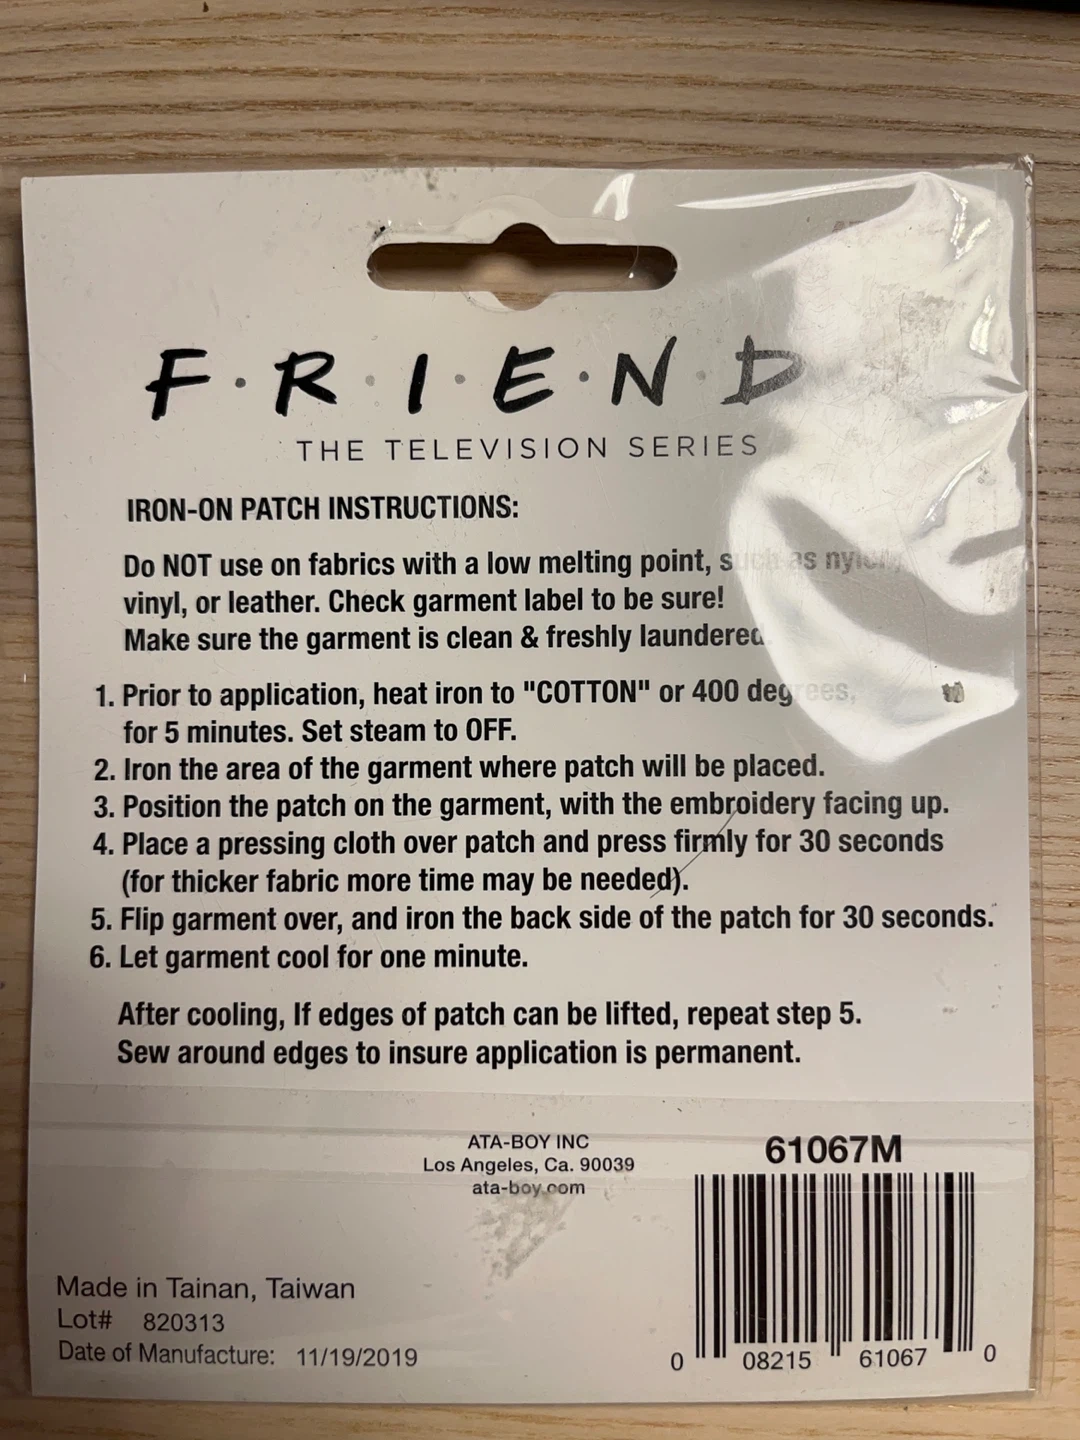 F·R·I·E·N·D
THE TELEVISION SERIES
IRON-ON PATCH INSTRUCTIONS:
Do NOT use on fabrics with a low melting point, such as nylon,
vinyl, or leather. Check garment label to be sure!
Make sure the garment is clean & freshly laundered.
1. Prior to application, heat iron to "COTTON" or 400 degrees,
for 5 minutes. Set steam to OFF.
2. Iron the area of the garment where patch will be placed.
3. Position the patch on the garment, with the embroidery facing up.
4. Place a pressing cloth over patch and press firmly for 30 seconds
(for thicker fabric more time may be needed).
5. Flip garment over, and iron the back side of the patch for 30 seconds.
6. Let garment cool for one minute.
After cooling, If edges of patch can be lifted, repeat step 5.
Sew around edges to insure application is permanent.
ATA-BOY INC
Los Angeles, Ca. 90039
ata-boy.com
61067M
Made in Tainan, Taiwan
Lot# 820313
Date of Manufacture: 11/19/2019
0 08215 61067 0